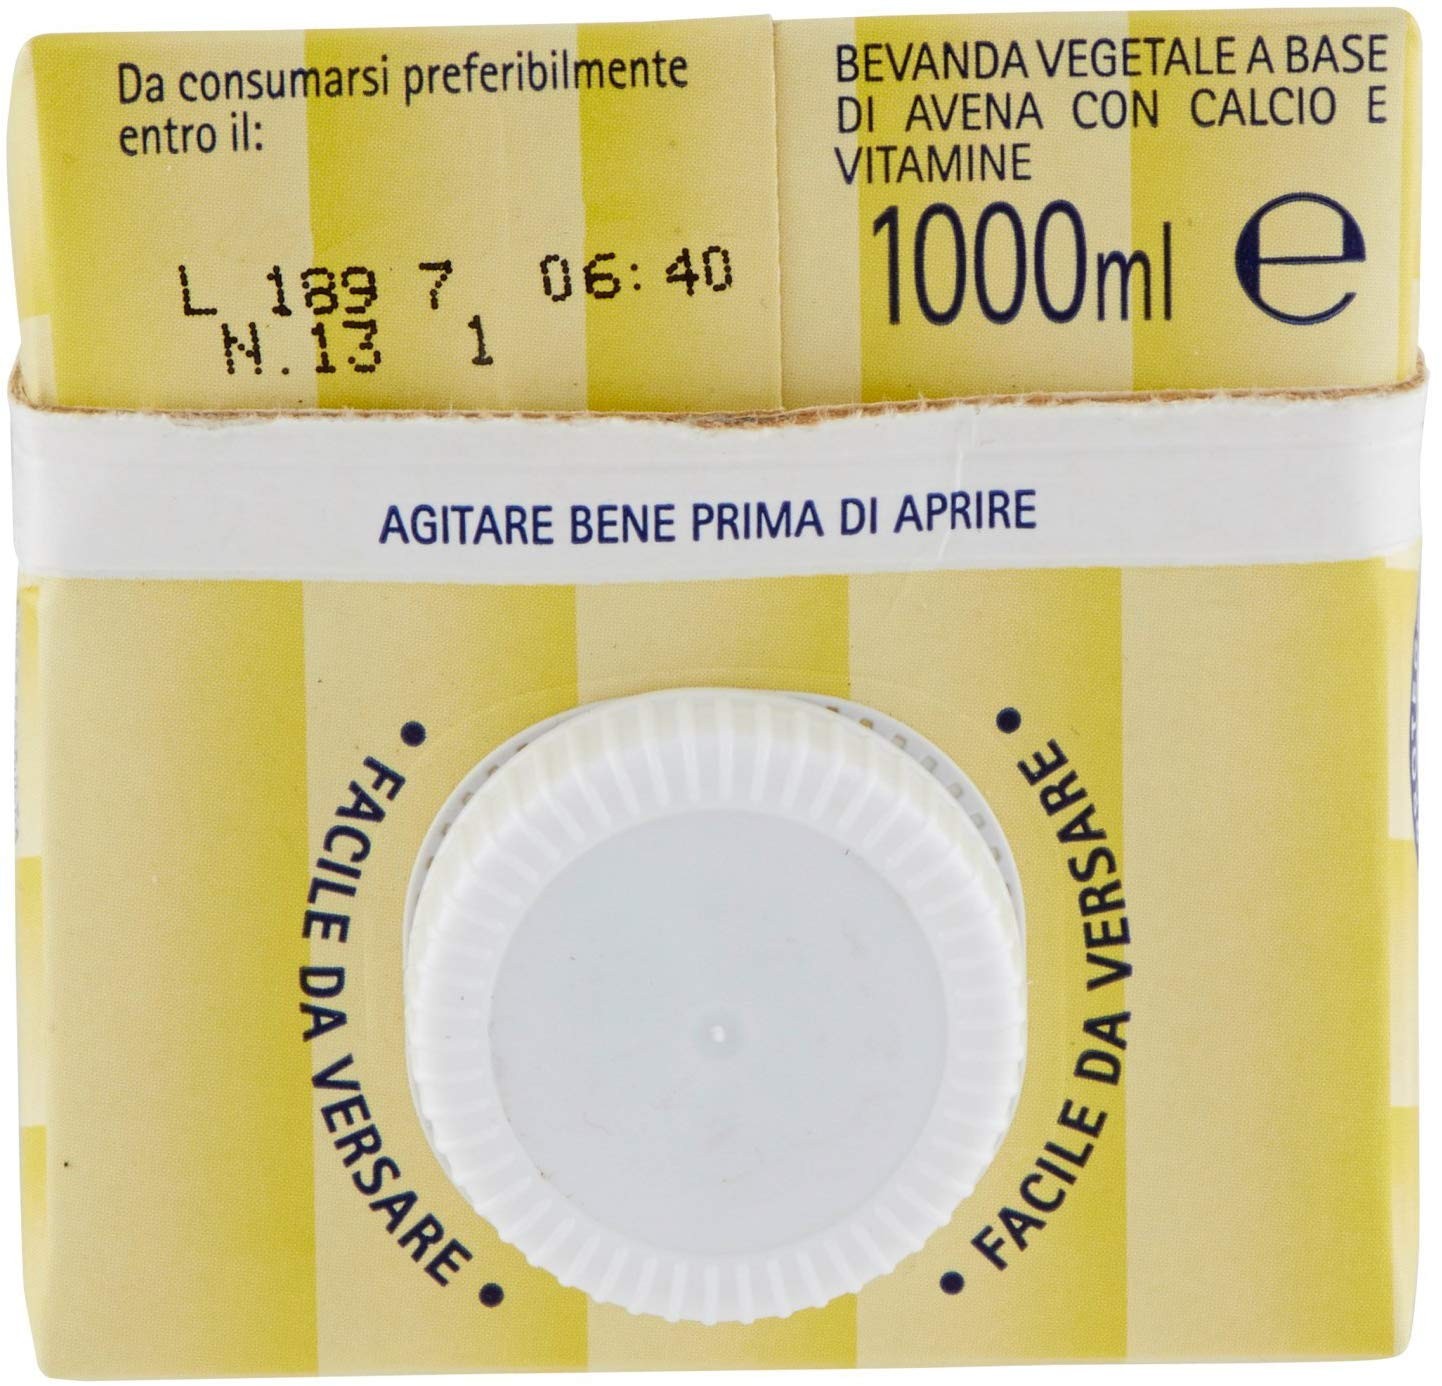 Da consumarsi preferibilmente
entro il:
L 189 7 06:40
N.13 1
BEVANDA VEGETALE A BASE
DI AVENA CON CALCIO E
VITAMINE
1000ml e
AGITARE BENE PRIMA DI APRIRE
• FACILE DA VERSARE •
• FACILE DA VERSARE •